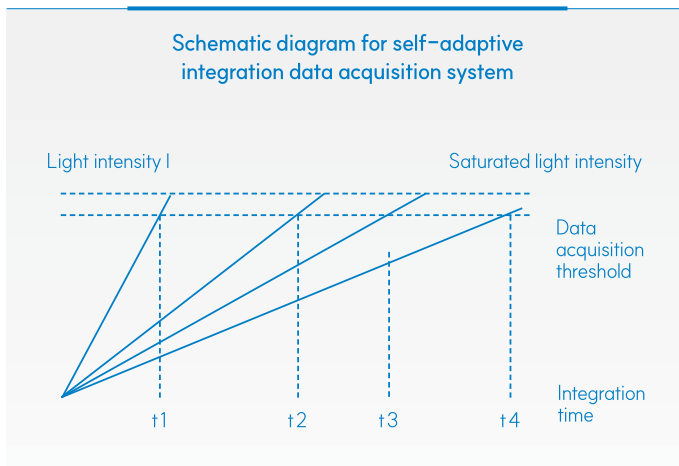 Schematic diagram for self-adaptive
integration data acquisition system
Light intensity I
Saturated light intensity
Data
acquisition
threshold
Integration
time
t1
t2
t3
t4